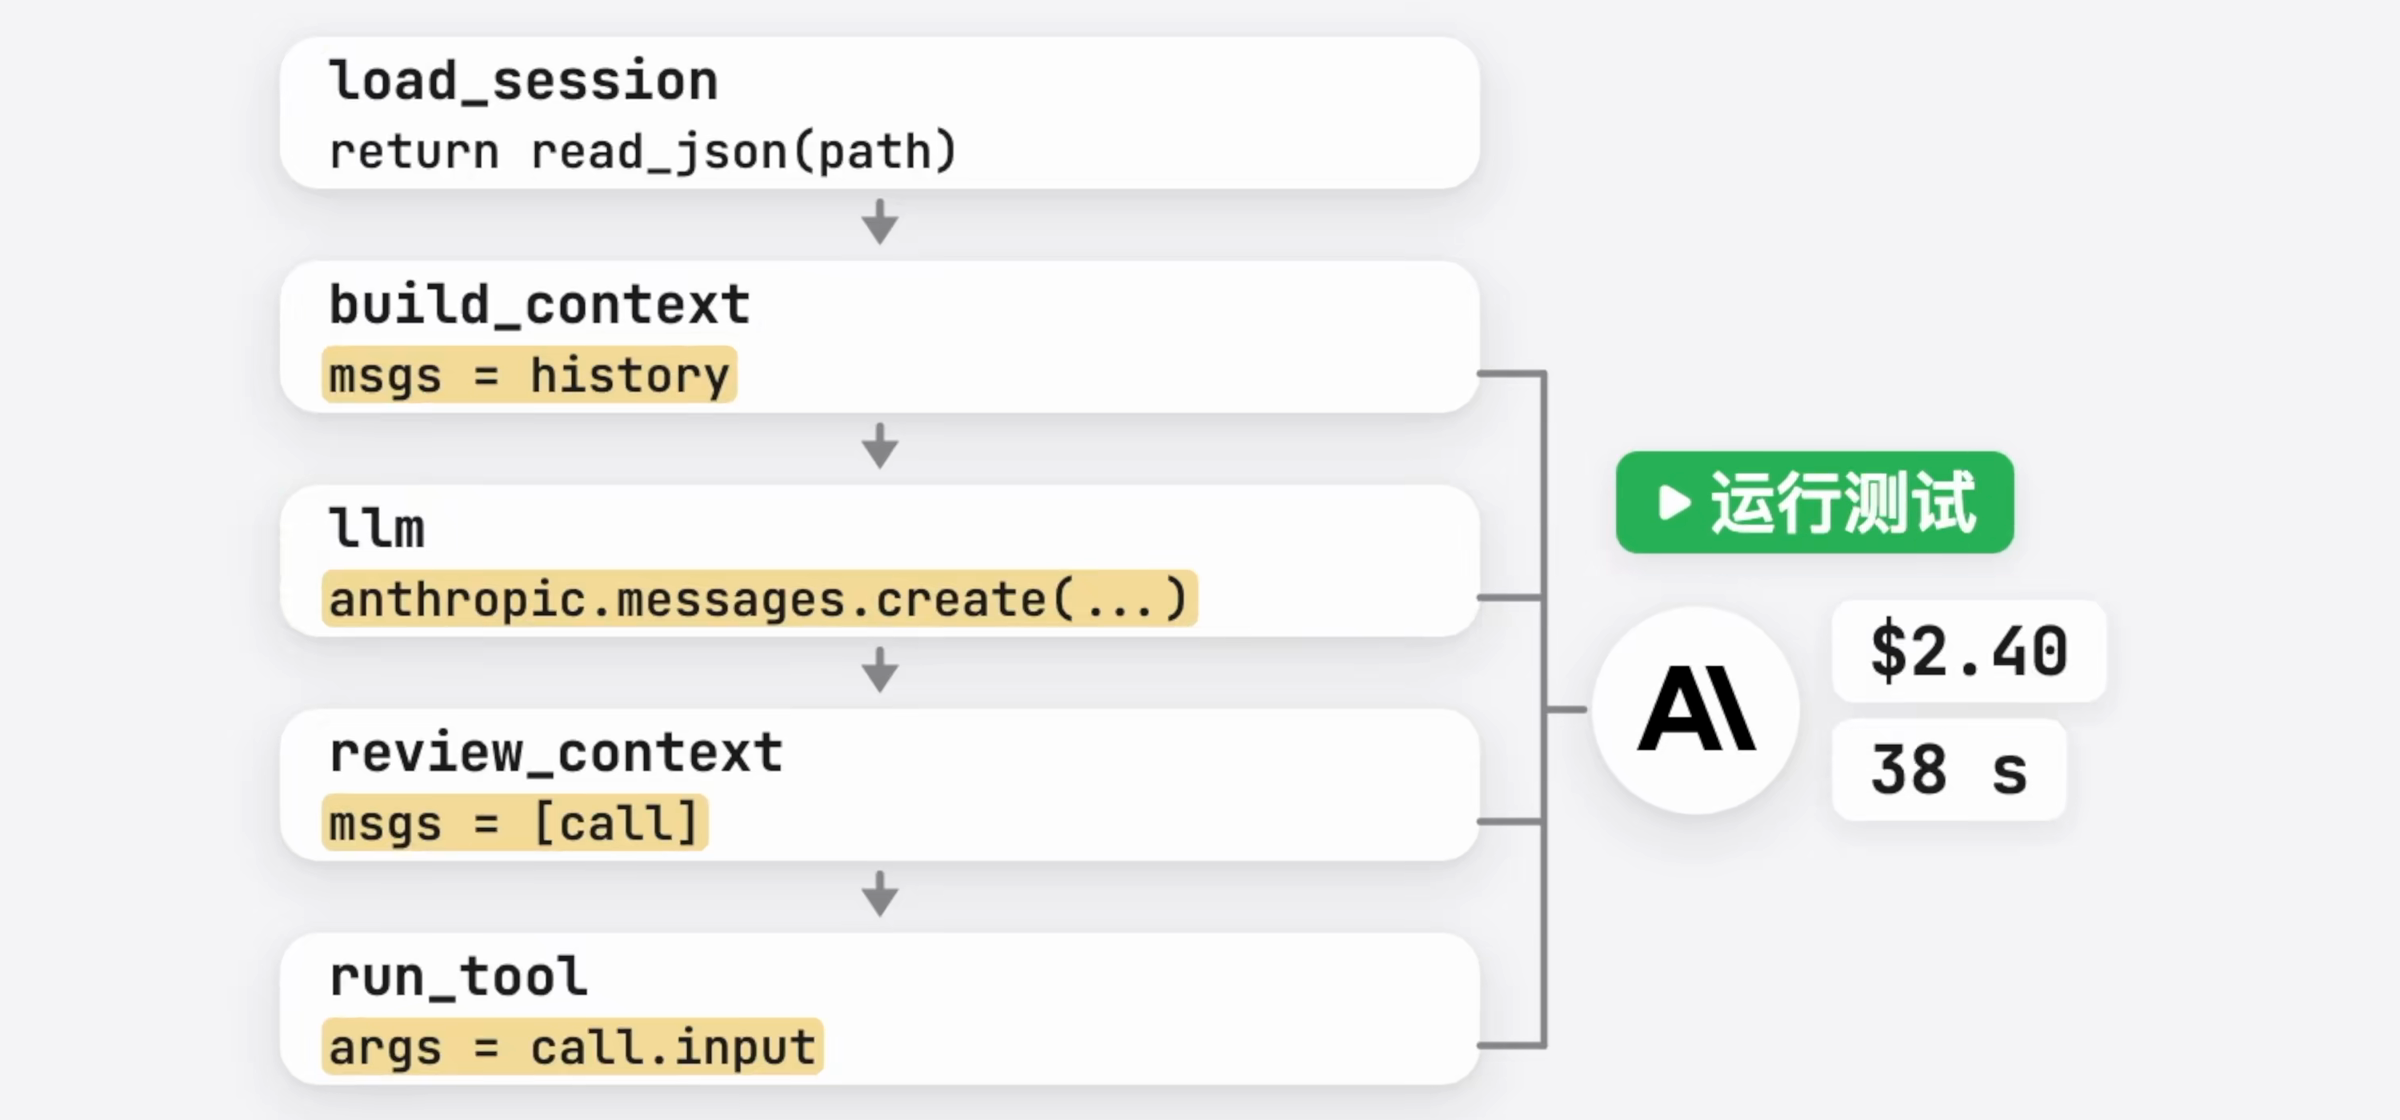 load_session
return read_json(path)
build_context
msgs = history
llm
anthropic.messages.create(...)
review_context
msgs = [call]
run_tool
args = call.input
运行测试
$2.40
38 s